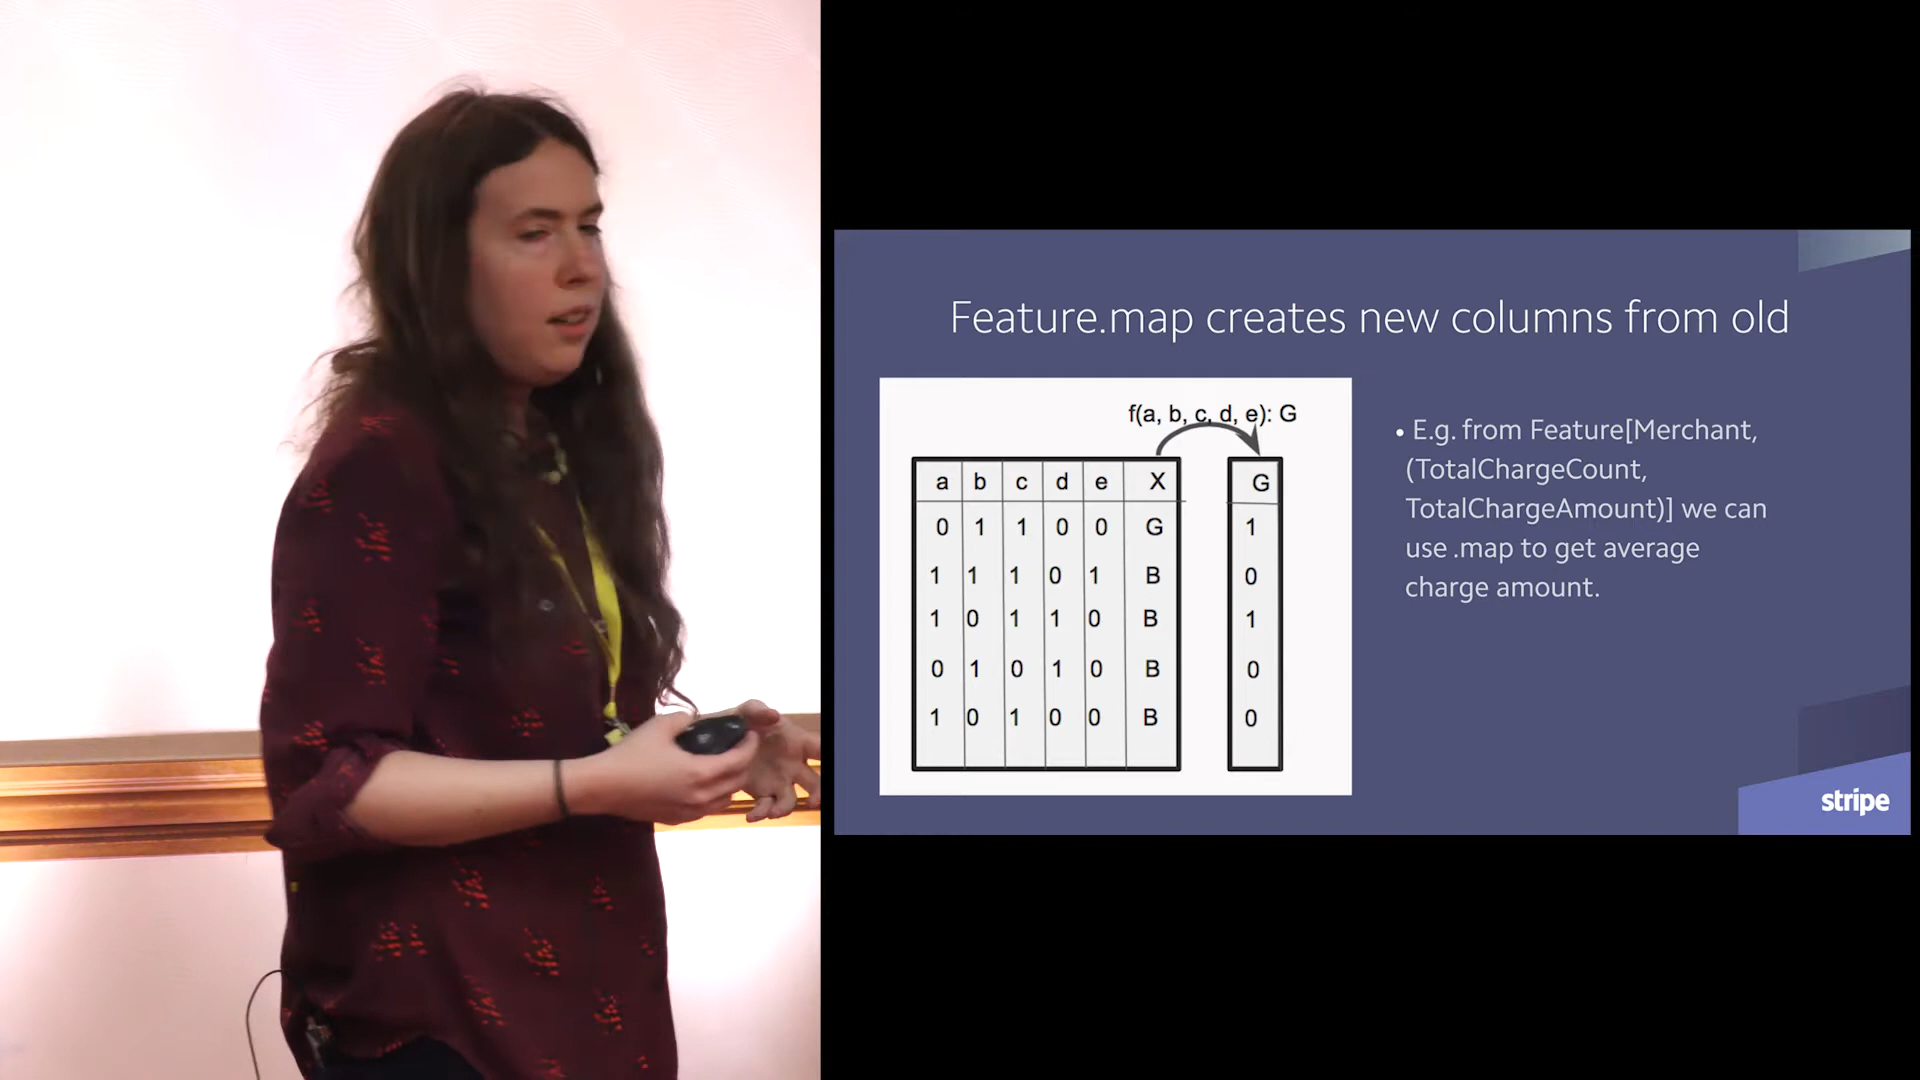 Feature.map creates new columns from old
f(a, b, c, d, e): G
a b c d e X G
0 1 1 0 0 G 1
1 1 1 0 1 B 0
1 0 1 1 0 B 1
0 1 0 1 0 B 0
1 0 1 0 0 B 0
• E.g. from Feature[Merchant,
(TotalChargeCount,
TotalChargeAmount)] we can
use .map to get average
charge amount.
stripe